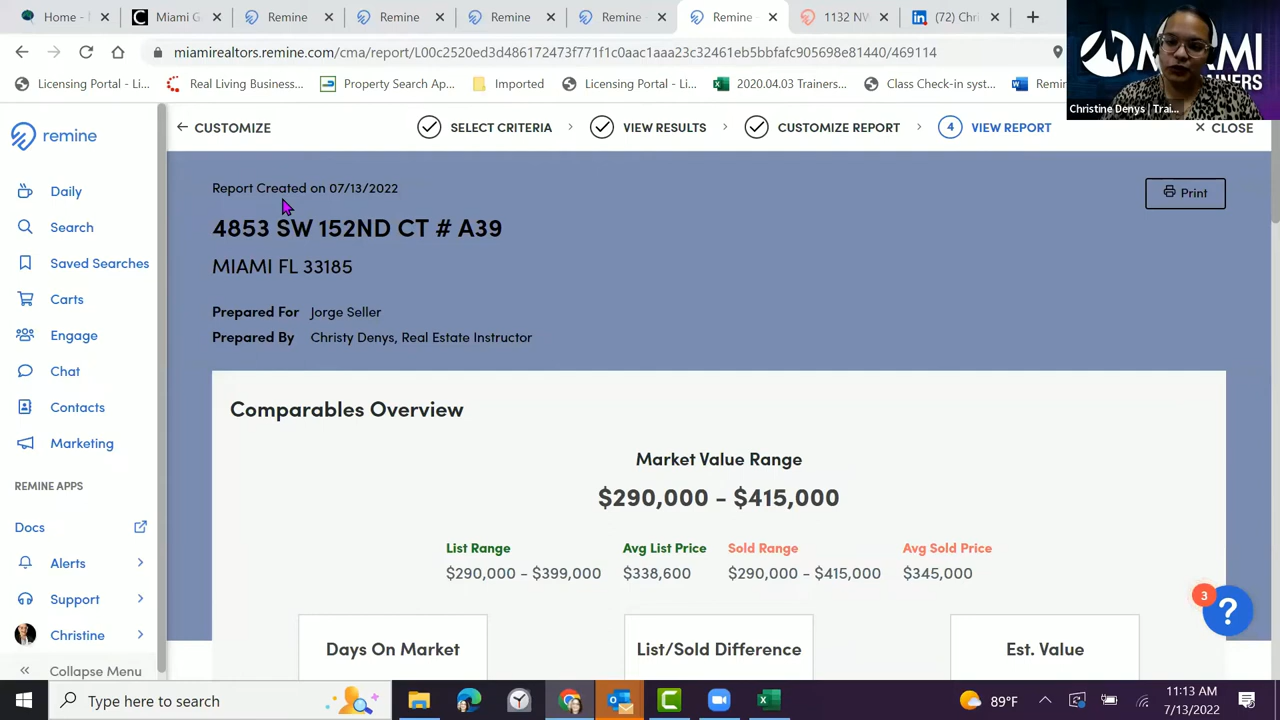 Home -
Miami G
Remine
Remine
Remine
Remine
Remine -
1132 NW
(72) Chri
miamirealtors.remine.com/cma/report/L00c2520ed3d486172473f771f1c0aac1aaa23c32461eb5bbfafc905698e81440/469114
Licensing Portal - Li...
Real Living Business...
Property Search Ap...
Imported
Licensing Portal - Li...
2020.04.03 Trainers...
Class Check-in syst...
Christine Denys | Trai...
remine
CUSTOMIZE
SELECT CRITERIA
VIEW RESULTS
CUSTOMIZE REPORT
4 VIEW REPORT
CLOSE
Daily
Search
Saved Searches
Carts
Engage
Chat
Contacts
Marketing
REMINE APPS
Docs
Alerts
Support
Christine
Collapse Menu
Report Created on 07/13/2022
Print
4853 SW 152ND CT # A39
MIAMI FL 33185
Prepared For Jorge Seller
Prepared By Christy Denys, Real Estate Instructor
Comparables Overview
Market Value Range
$290,000 - $415,000
List Range Avg List Price Sold Range Avg Sold Price
$290,000 - $399,000 $338,600 $290,000 - $415,000 $345,000
Days On Market
List/Sold Difference
Est. Value
3
?
Type here to search
89°F
11:13 AM
7/13/2022